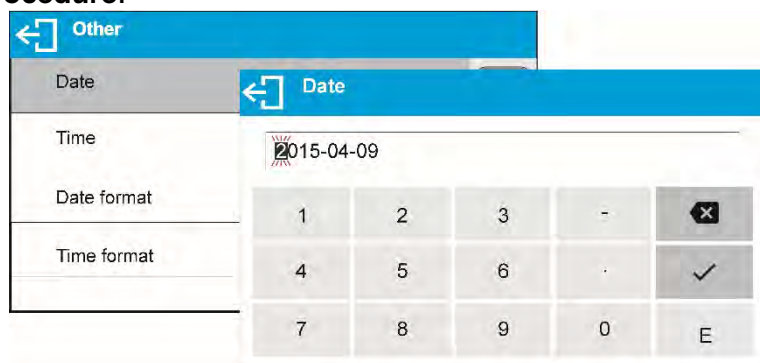 Other
Date
Time
Date format
Time format
Date
2015-04-09
1 2 3 -
4 5 6 .
7 8 9 0 E